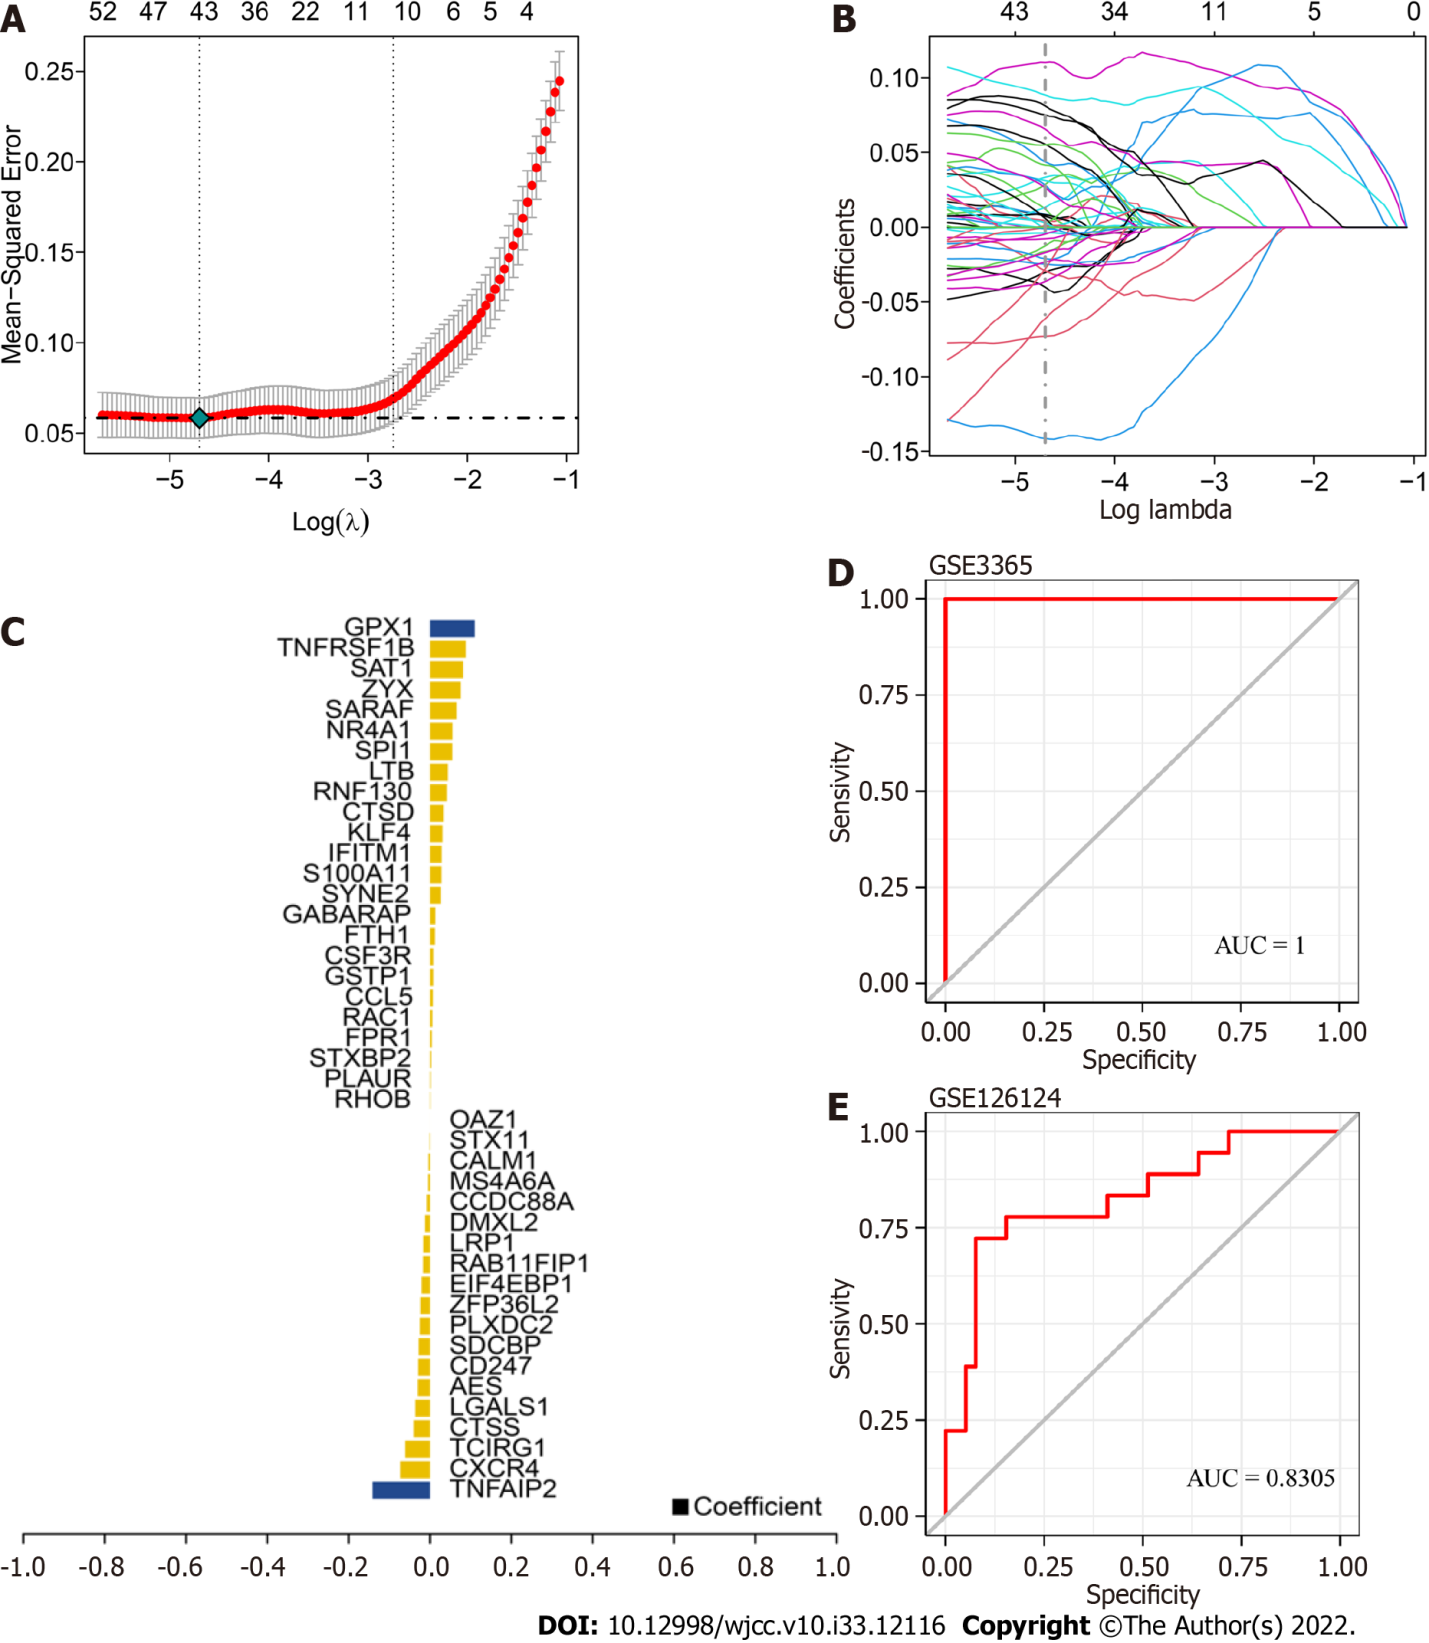 A
52 47 43 36 22 11 10 6 5 4
Mean-Squared Error
0.25
0.20
0.15
0.10
0.05
−5 −4 −3 −2 −1
Log(λ)
B
43 34 11 5 0
Coefficients
0.10
0.05
0.00
-0.05
-0.10
-0.15
−5 −4 −3 −2 −1
Log lambda
C
GPX1
TNFRSF1B
SAT1
ZYX
SARAF
NR4A1
SPI1
LTB
RNF130
CTSD
KLF4
IFITM1
S100A11
SYNE2
GABARAP
FTH1
CSF3R
GSTP1
CCL5
RAC1
FPR1
STXBP2
PLAUR
RHOB
OAZ1
STX11
CALM1
MS4A6A
CCDC88A
DMXL2
LRP1
RAB11FIP1
EIF4EBP1
ZFP36L2
PLXDC2
SDCBP
CD247
AES
LGALS1
CTSS
TCIRG1
CXCR4
TNFAIP2
Coefficient
-1.0 -0.8 -0.6 -0.4 -0.2 0.0 0.2 0.4 0.6 0.8 1.0
D
GSE3365
Sensivity
1.00
0.75
0.50
0.25
0.00
AUC = 1
0.00 0.25 0.50 0.75 1.00
Specificity
E
GSE126124
Sensivity
1.00
0.75
0.50
0.25
0.00
AUC = 0.8305
0.00 0.25 0.50 0.75 1.00
Specificity
DOI: 10.12998/wjcc.v10.i33.12116 Copyright ©The Author(s) 2022.